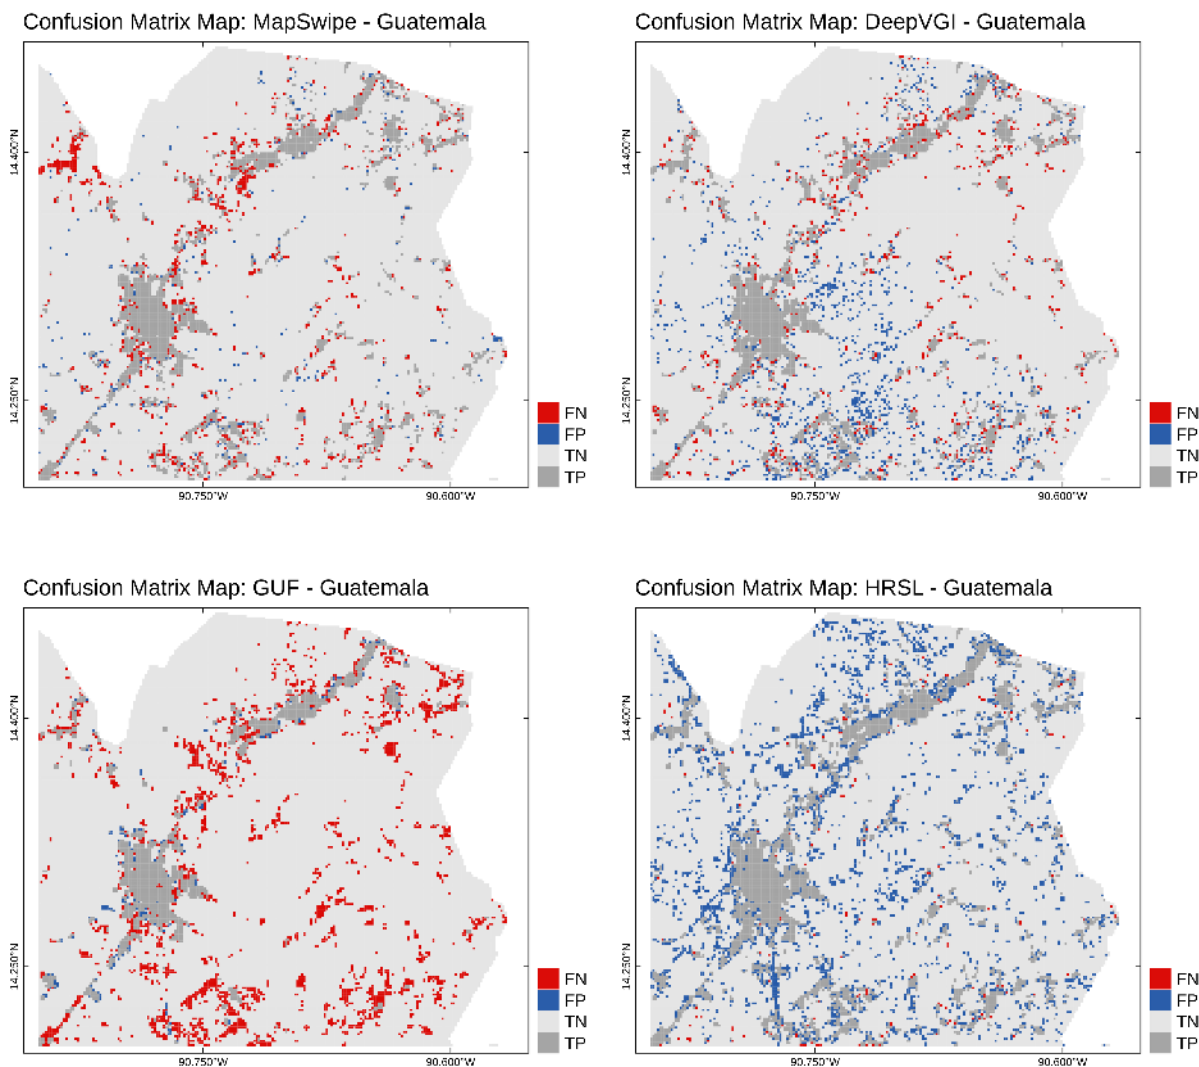 Confusion Matrix Map: MapSwipe - Guatemala
14.400°N
14.250°N
90.750°W
90.600°W
FN
FP
TN
TP
Confusion Matrix Map: DeepVGI - Guatemala
14.400°N
14.250°N
90.750°W
90.600°W
FN
FP
TN
TP
Confusion Matrix Map: GUF - Guatemala
14.400°N
14.250°N
90.750°W
90.600°W
FN
FP
TN
TP
Confusion Matrix Map: HRSL - Guatemala
14.400°N
14.250°N
90.750°W
90.600°W
FN
FP
TN
TP